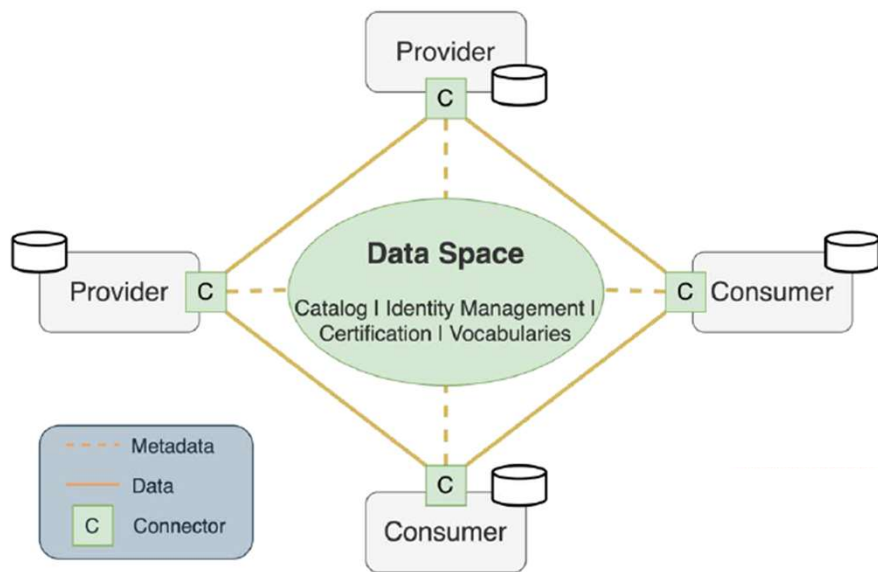 Provider
C
Data Space
Catalog I Identity Management I
Certification I Vocabularies
Provider
C
C
Consumer
C
Consumer
Metadata
Data
C
Connector